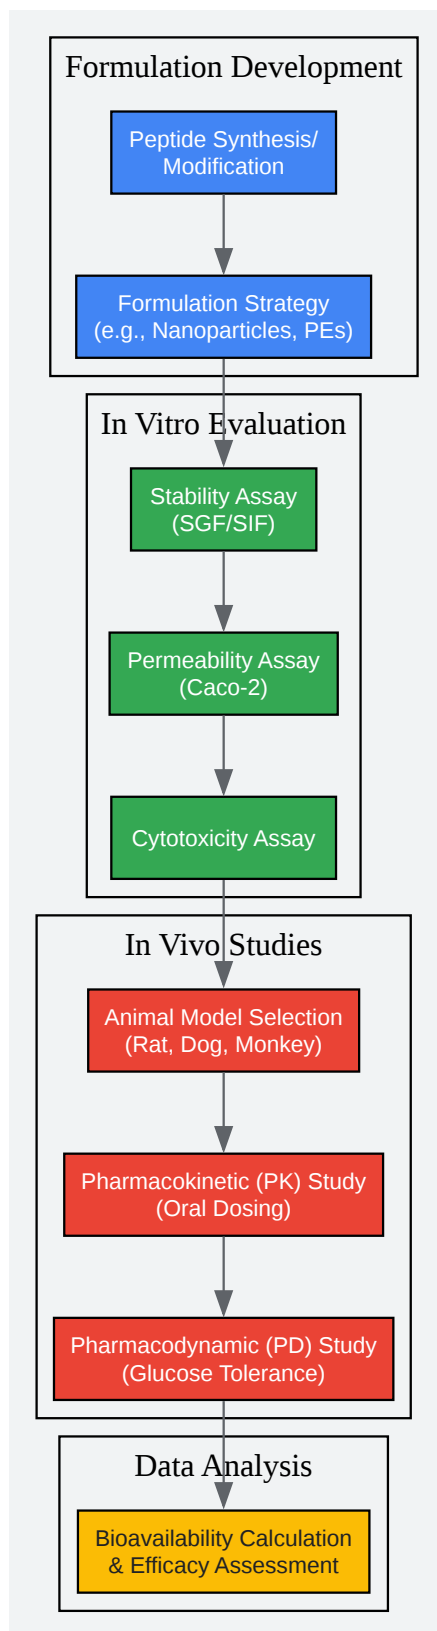 Formulation Development
Peptide Synthesis/
Modification
Formulation Strategy
(e.g., Nanoparticles, PEs)
In Vitro Evaluation
Stability Assay
(SGF/SIF)
Permeability Assay
(Caco-2)
Cytotoxicity Assay
In Vivo Studies
Animal Model Selection
(Rat, Dog, Monkey)
Pharmacokinetic (PK) Study
(Oral Dosing)
Pharmacodynamic (PD) Study
(Glucose Tolerance)
Data Analysis
Bioavailability Calculation
& Efficacy Assessment